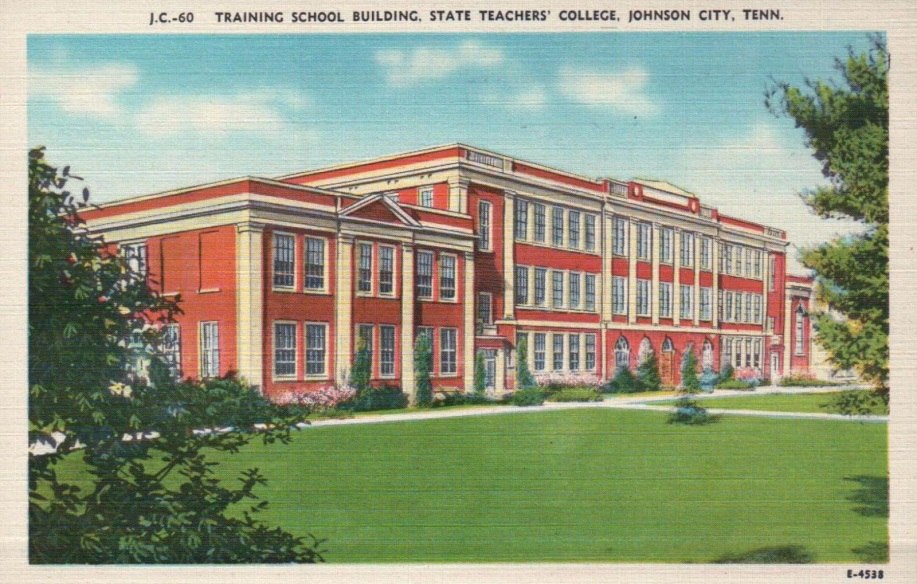 J.C.-60 TRAINING SCHOOL BUILDING, STATE TEACHERS' COLLEGE, JOHNSON CITY, TENN.
E-4538